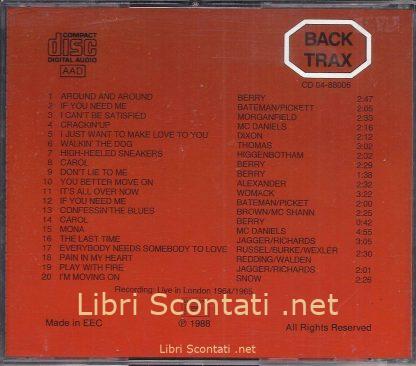 COMPACT
disc
DIGITAL AUDIO
AAD
BACK
TRAX
CD 04-88006
1 AROUND AND AROUND BERRY 2:47
2 IF YOU NEED ME BATEMAN/PICKETT 2:05
3 I CAN'T BE SATISFIED MORGANFIELD 2:33
4 CRACKIN'UP MC DANIELS 2:16
5 I JUST WANT TO MAKE LOVE TO YOU DIXON 2:12
6 WALKIN' THE DOG THOMAS 3:02
7 HIGH-HEELED SNEAKERS HIGGENBOTHAM 2:44
8 CAROL BERRY 2:29
9 DON'T LIE TO ME BERRY 1:38
10 YOU BETTER MOVE ON ALEXANDER 2:32
11 IT'S ALL OVER NOW WOMACK 3:22
12 IF YOU NEED ME BATEMAN/PICKET 2:00
13 CONFESSIN'THE BLUES BROWN/MC SHANN 2:25
14 CAROL BERRY 0:42
15 MONA MC DANIELS 4:55
16 THE LAST TIME JAGGER/RICHARDS 3:05
17 EVERYBODY NEEDS SOMEBODY TO LOVE RUSSEL/BURKE/WEXLER 2:30
18 PAIN IN MY HEART REDDING/WALDEN
19 PLAY WITH FIRE JAGGER/RICHARDS 2:01
20 I'M MOVING ON SNOW 2:26
Recording: Live in London 1964/1965
Libri Scontati .net
Made in EEC
℗ 1988
All Rights Reserved
Libri Scontati .net